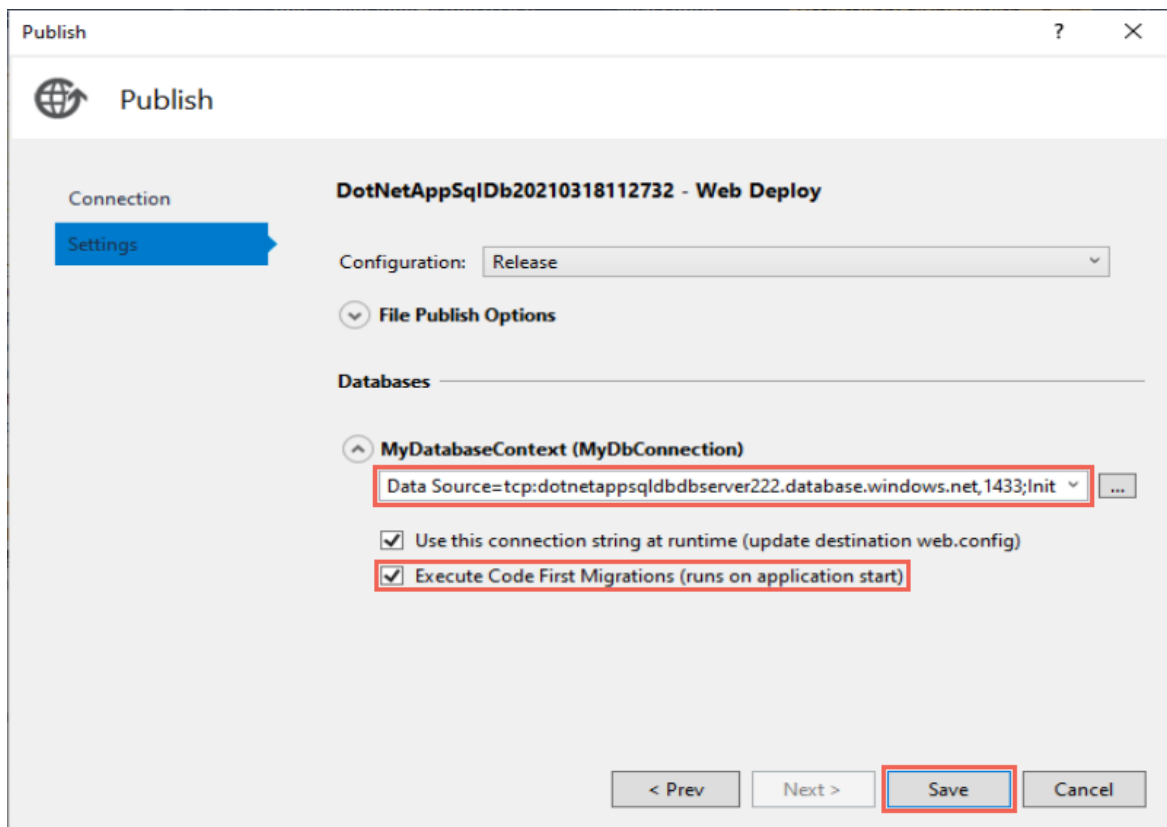 Publish
?
Publish
Connection
Settings
DotNetAppSqlDb20210318112732 - Web Deploy
Configuration: Release
File Publish Options
Databases
MyDatabaseContext (MyDbConnection)
Data Source=tcp:dotnetappsqldbdbserver222.database.windows.net,1433;Init
...
Use this connection string at runtime (update destination web.config)
Execute Code First Migrations (runs on application start)
< Prev Next > Save Cancel